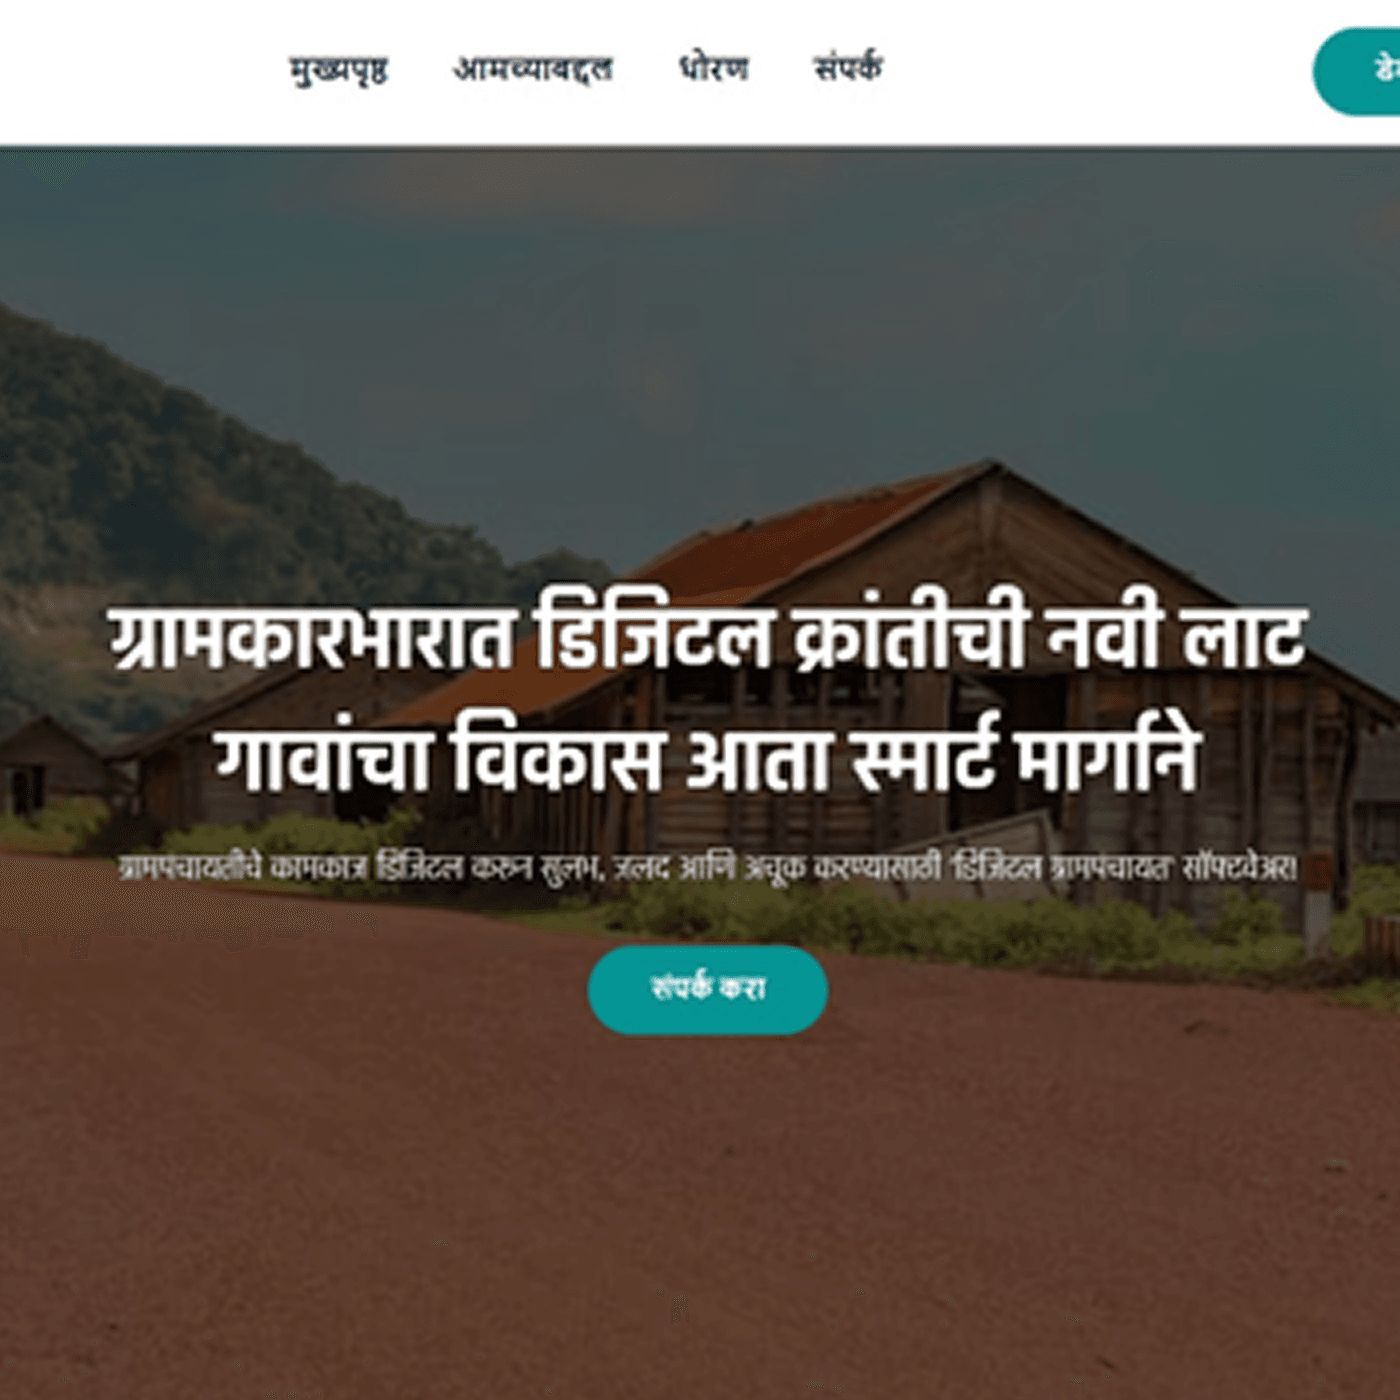 मुख्यपृष्ठ आमच्याबद्दल धोरण संपर्क
ग्रामकारभारात डिजिटल क्रांतीची नवी लाट
गावांचा विकास आता स्मार्ट मार्गाने
ग्रामपंचायतीचे कामकाज डिजिटल करून सुलभ, जलद आणि अचूक करण्यासाठी 'डिजिटल ग्रामपंचायत' सॉफ्टवेअर!
संपर्क करा